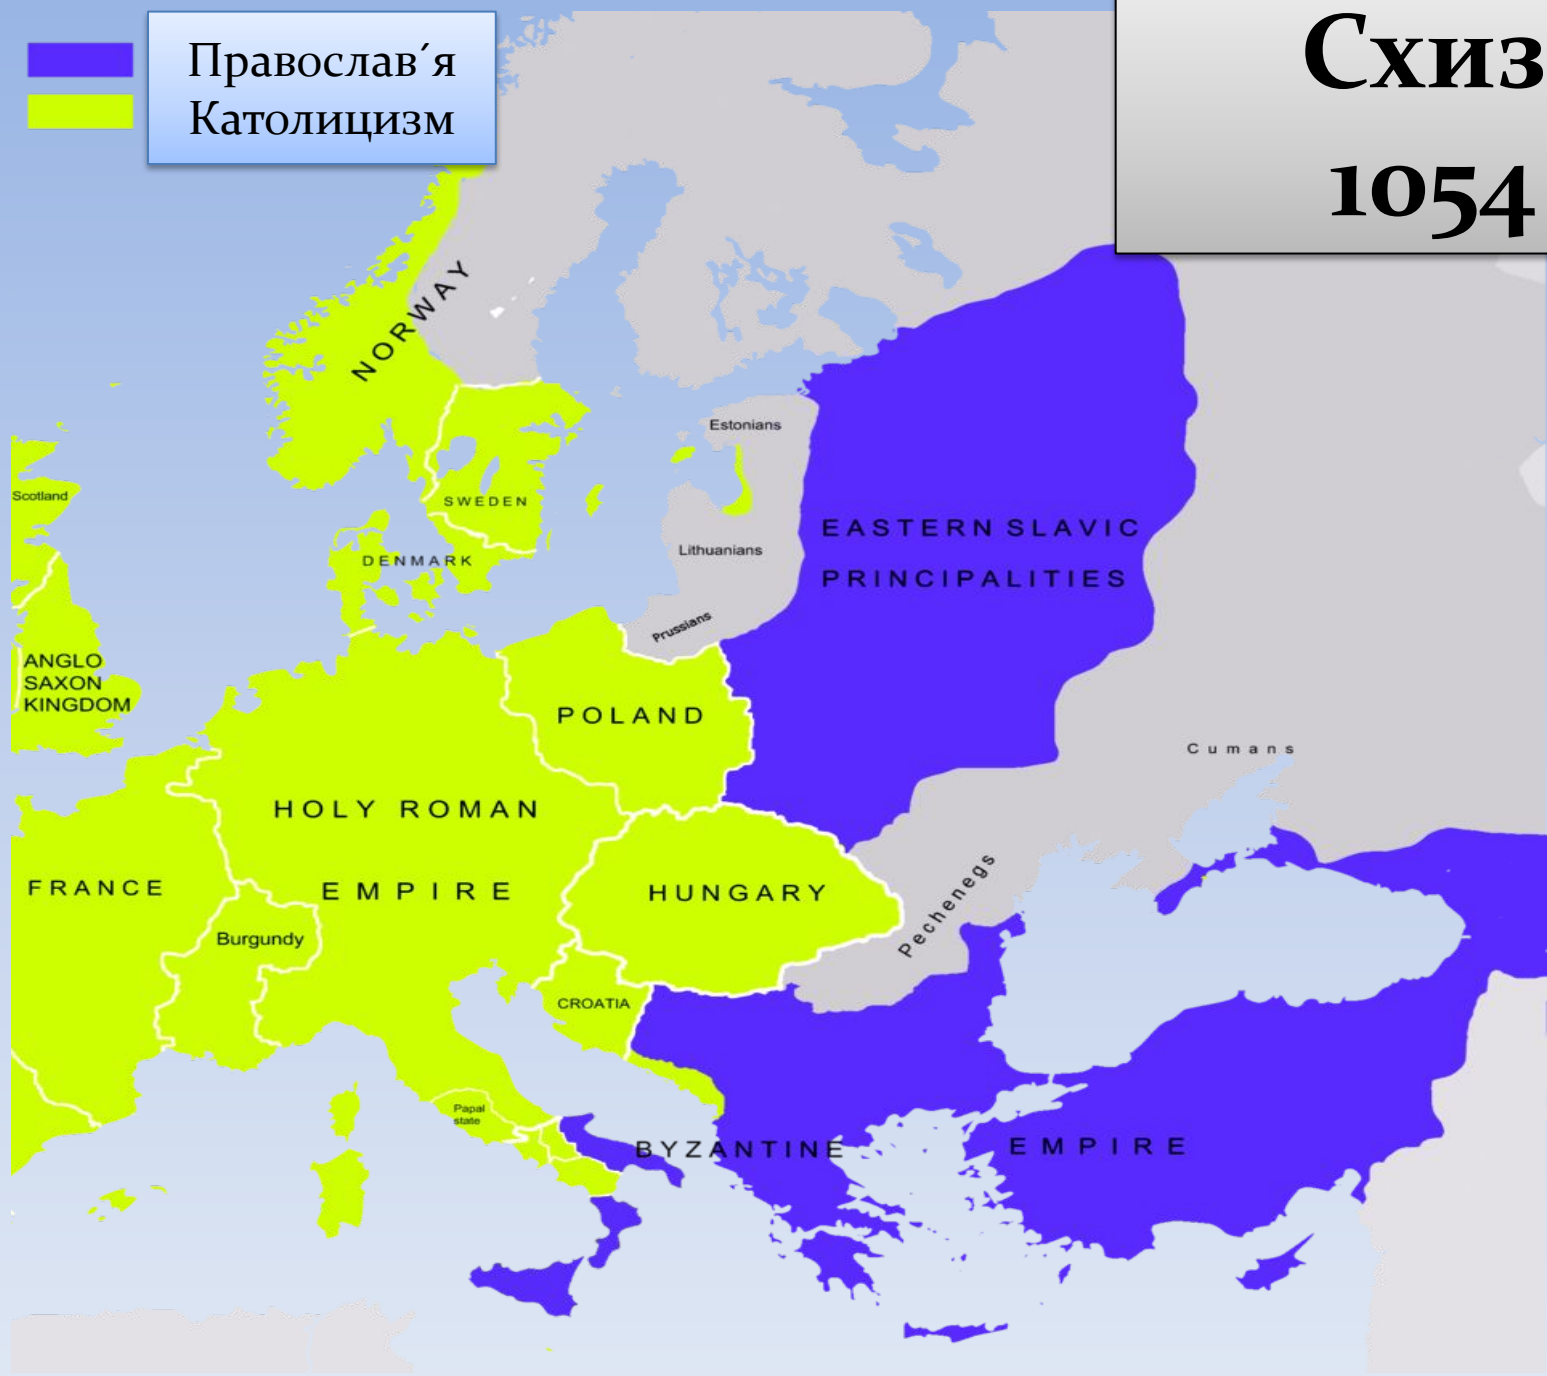 Православ´я
Католицизм
Схиз
1054
NORWAY
Estonians
Scotland
SWEDEN
EASTERN SLAVIC
PRINCIPALITIES
Lithuanians
DENMARK
Prussians
ANGLO
SAXON
KINGDOM
POLAND
Cumans
HOLY ROMAN
EMPIRE
FRANCE
HUNGARY
Pechenegs
Burgundy
CROATIA
Papal
state
BYZANTINE EMPIRE